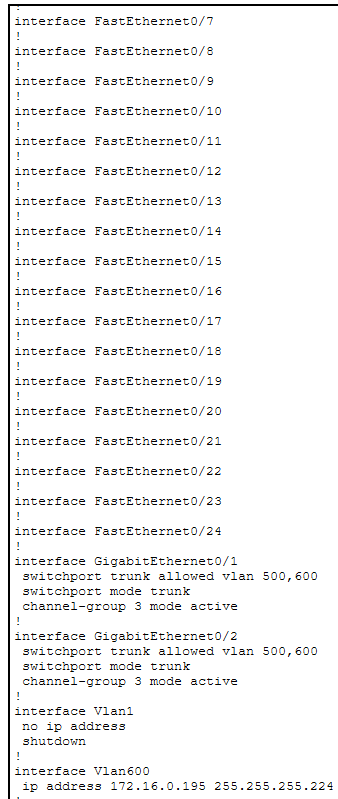 !
interface FastEthernet0/7
!
interface FastEthernet0/8
!
interface FastEthernet0/9
!
interface FastEthernet0/10
!
interface FastEthernet0/11
!
interface FastEthernet0/12
!
interface FastEthernet0/13
!
interface FastEthernet0/14
!
interface FastEthernet0/15
!
interface FastEthernet0/16
!
interface FastEthernet0/17
!
interface FastEthernet0/18
!
interface FastEthernet0/19
!
interface FastEthernet0/20
!
interface FastEthernet0/21
!
interface FastEthernet0/22
!
interface FastEthernet0/23
!
interface FastEthernet0/24
!
interface GigabitEthernet0/1
 switchport trunk allowed vlan 500,600
 switchport mode trunk
 channel-group 3 mode active
!
interface GigabitEthernet0/2
 switchport trunk allowed vlan 500,600
 switchport mode trunk
 channel-group 3 mode active
!
interface Vlan1
 no ip address
 shutdown
!
interface Vlan600
 ip address 172.16.0.195 255.255.255.224
!